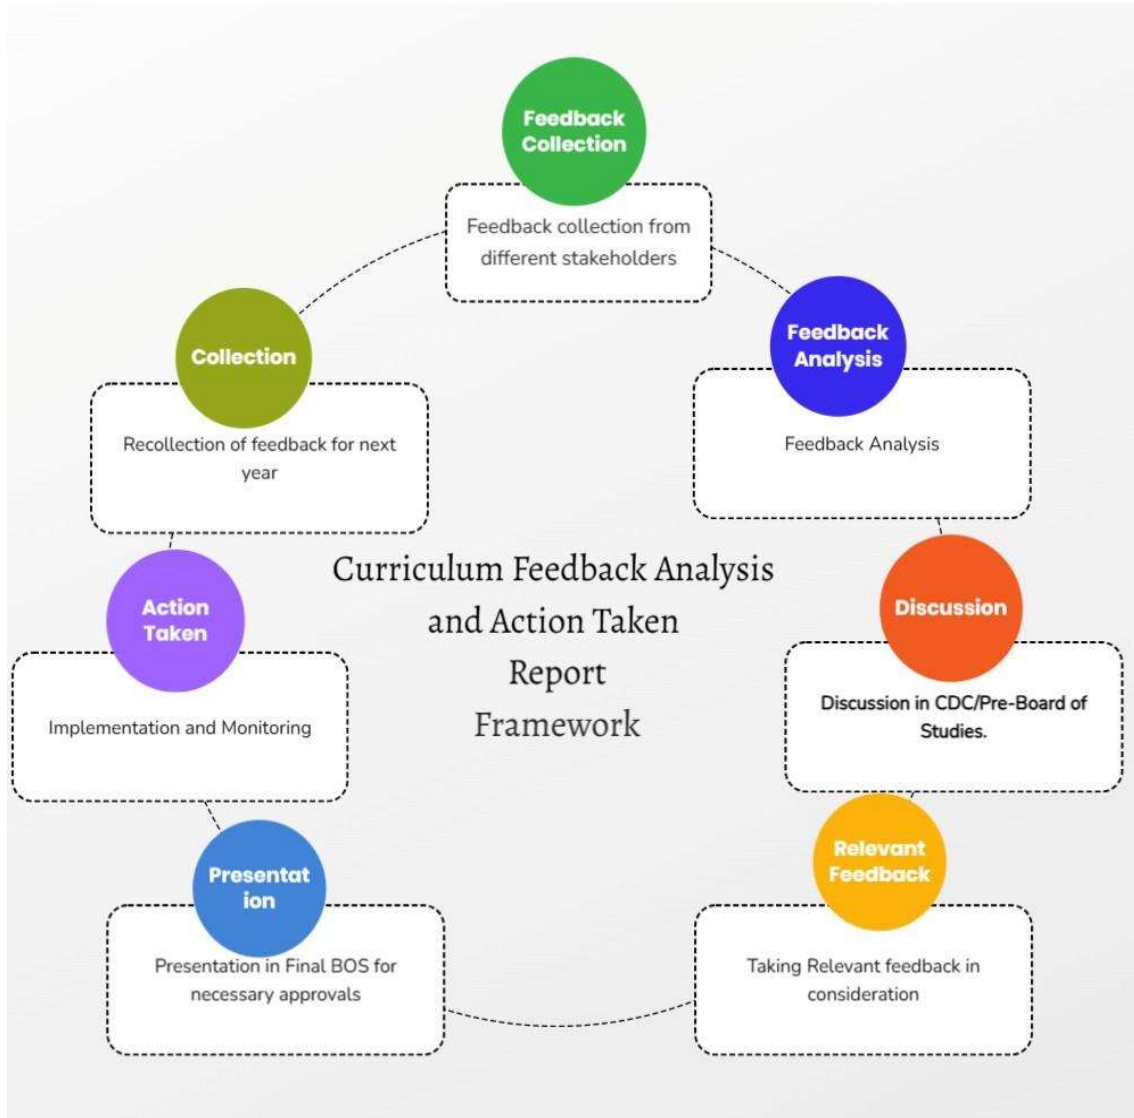 Feedback
Collection
Feedback collection from
different stakeholders
Feedback
Analysis
Feedback Analysis
Discussion
Discussion in CDC/Pre-Board of
Studies.
Relevant
Feedback
Taking Relevant feedback in
consideration
Presentat
ion
Presentation in Final BOS for
necessary approvals
Action
Taken
Implementation and Monitoring
Collection
Recollection of feedback for next
year
Curriculum Feedback Analysis
and Action Taken
Report
Framework